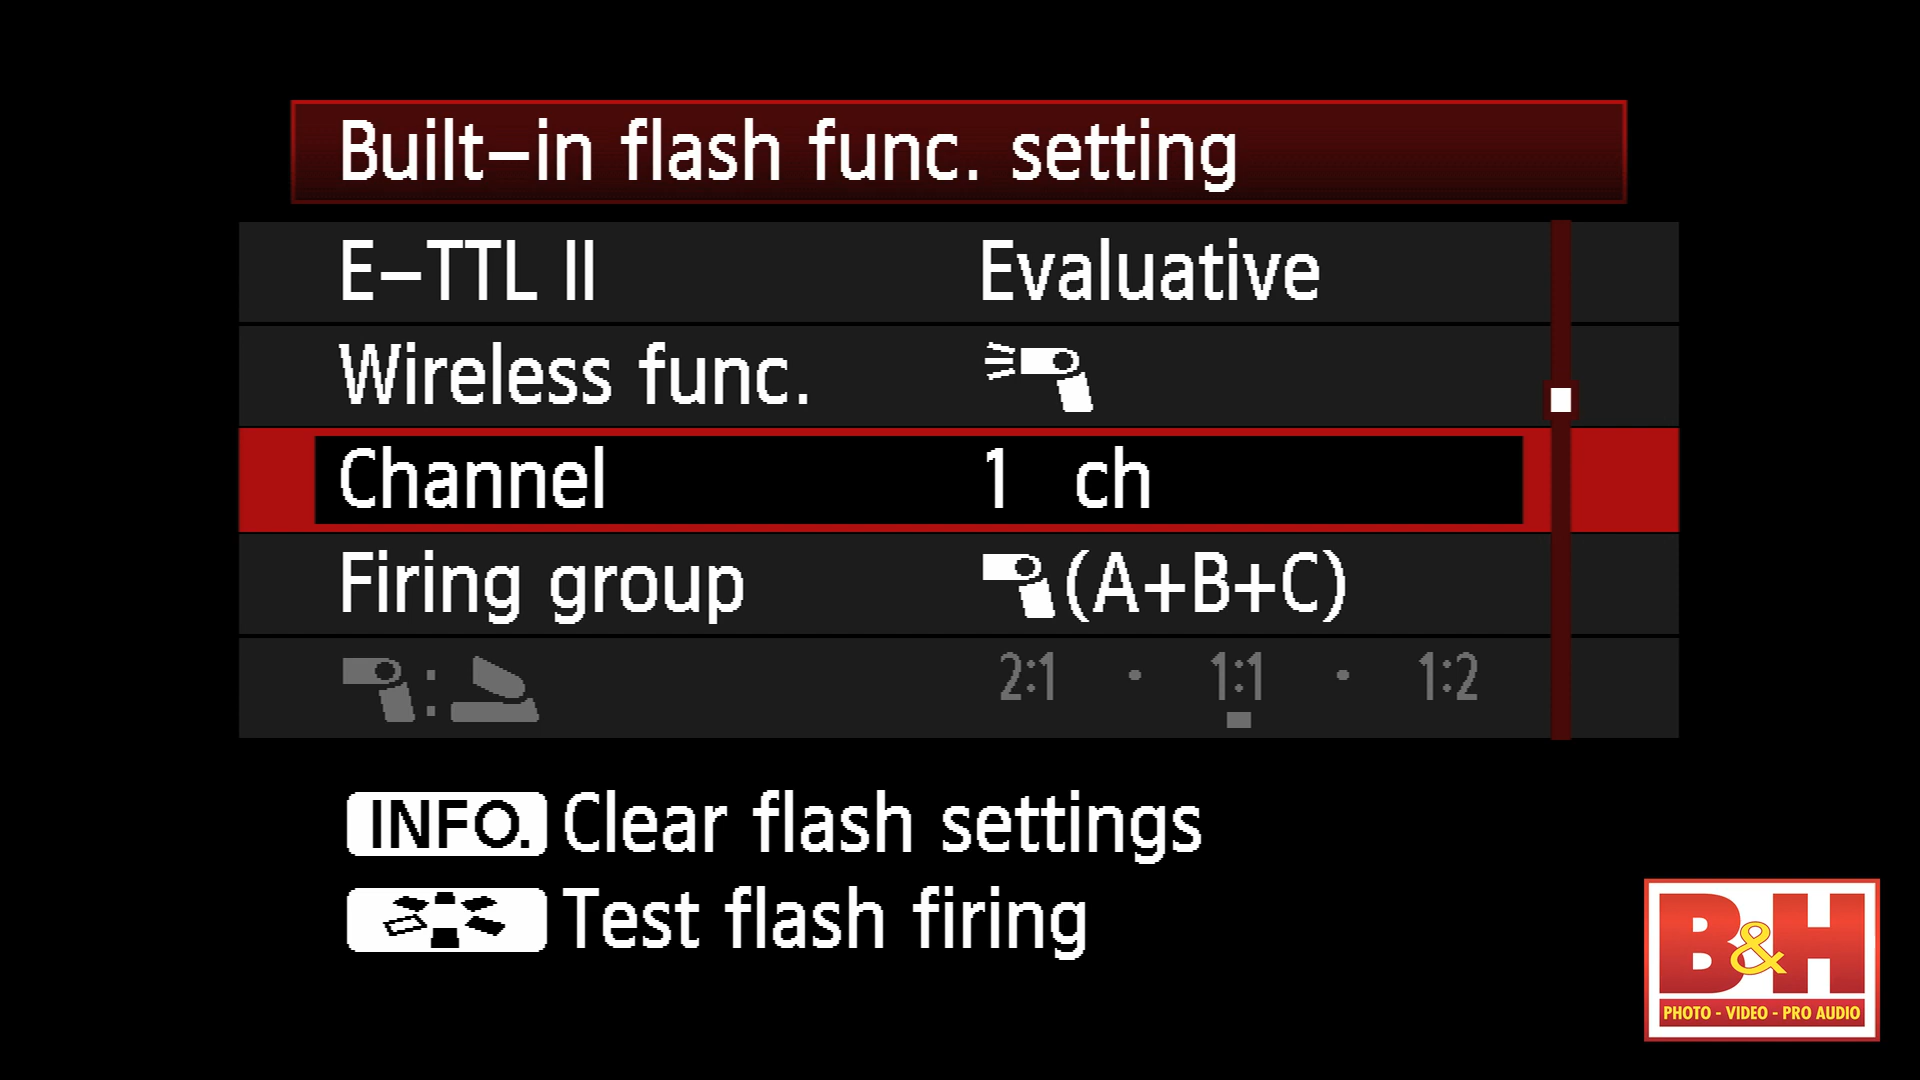 Built-in flash func. setting
E-TTL II Evaluative
Wireless func.
Channel 1 ch
Firing group (A+B+C)
: 2:1 · 1:1 · 1:2
INFO. Clear flash settings
Test flash firing
B&H
PHOTO - VIDEO - PRO AUDIO